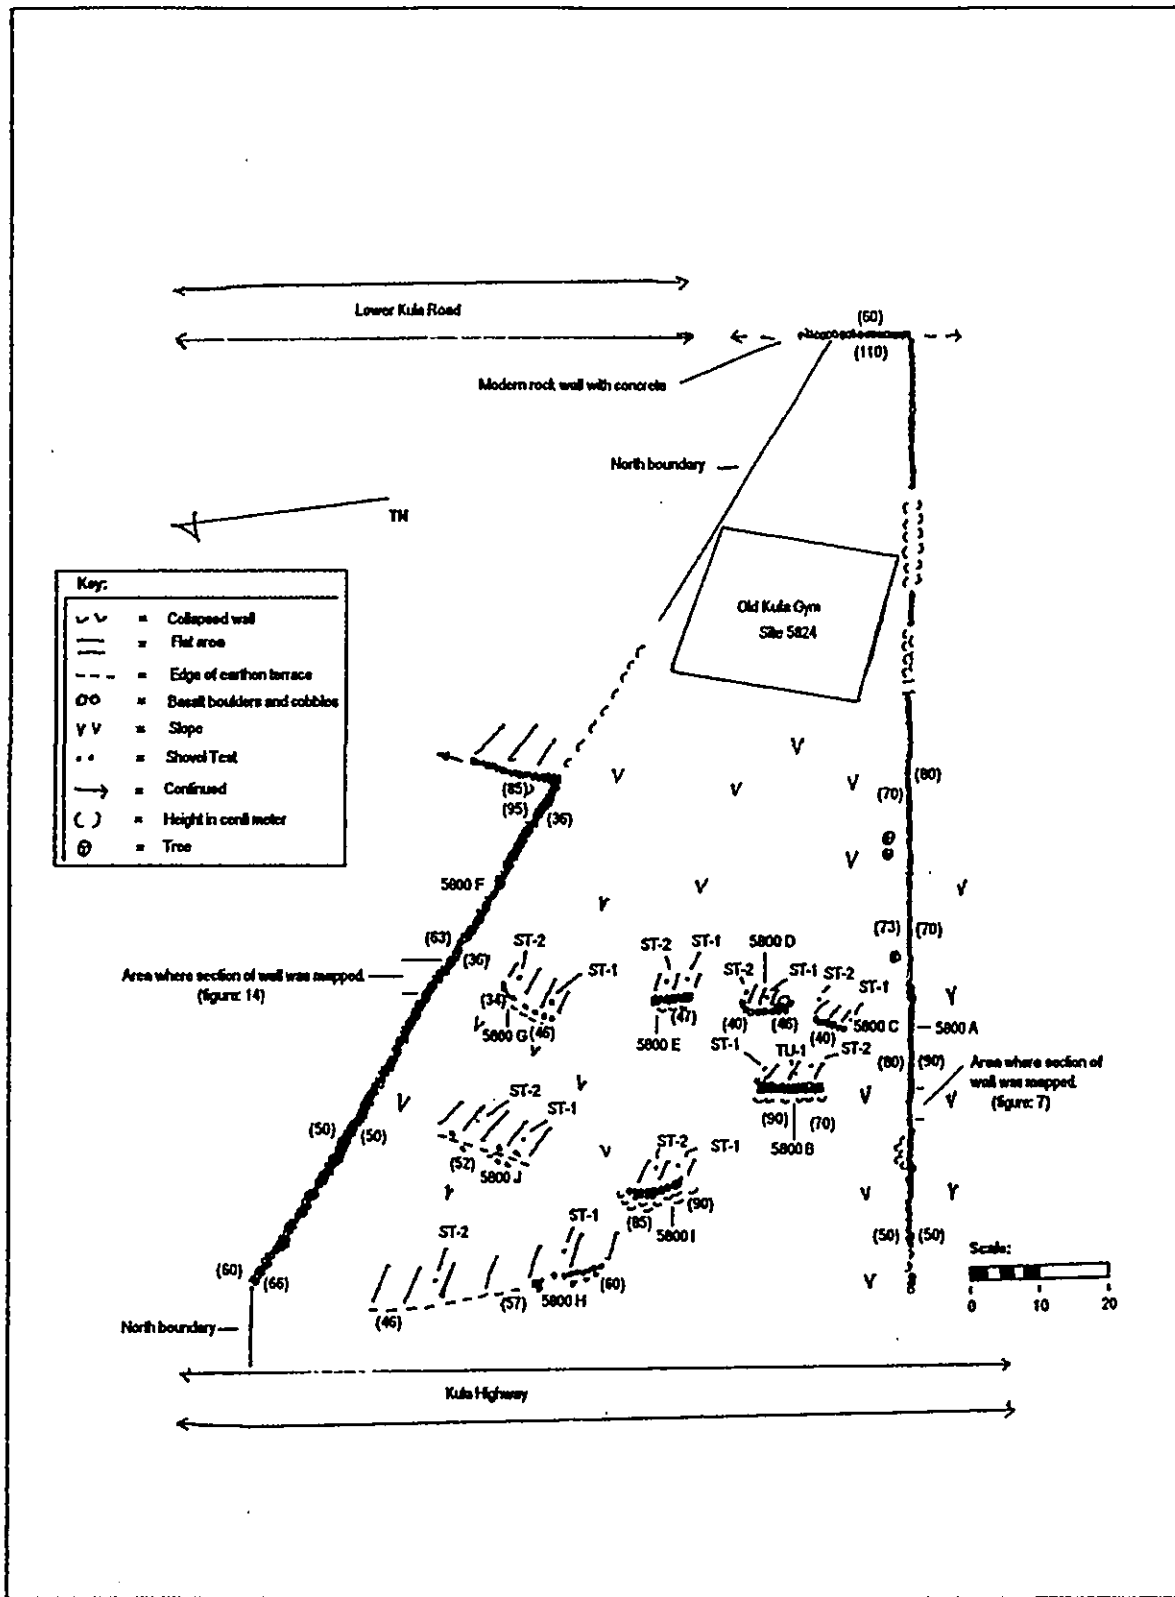 Lower Kula Road
(60)
(110)
Modern rock wall with concrete
North boundary
TN
Key:
= Collapsed wall
= Flat area
= Edge of earthen terrace
= Basalt boulders and cobbles
= Slope
= Shovel Test
= Continued
( ) = Height in centimeter
= Tree
Old Kula Gym
Site 5824
(85)
(95)
(36)
(80)
(70)
5800 F
(63)
(36)
(73)
(70)
Area where section of wall was mapped.
(figure: 14)
ST-2
ST-1
(34)
(46)
5800 G
ST-2
ST-1
(47)
5800 E
5800 D
ST-2
ST-1
(40)
(46)
ST-2
ST-1
(40)
5800 C
5800 A
ST-1
TU-1
ST-2
(90)
(70)
5800 B
(80)
(90)
Area where section of
wall was mapped.
(figure: 7)
(50)
(50)
ST-2
ST-1
(52)
5800 J
ST-2
ST-1
(85)
(90)
5800 I
(50)
(50)
ST-2
ST-1
(46)
(57)
5800 H
(60)
(60)
(66)
North boundary
Scale:
0 10 20
Kula Highway